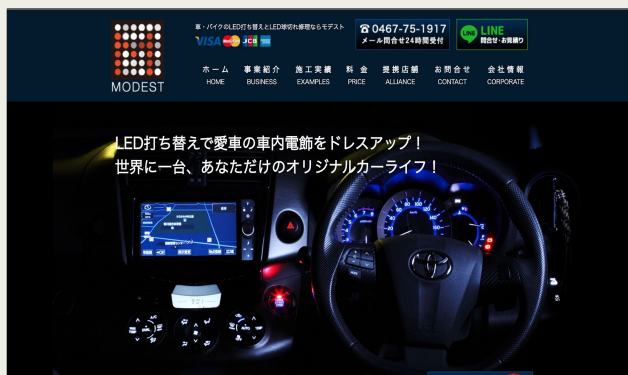 車・バイクのLED打ち替えとLED球切れ修理ならモデスト
VISA
JCB
0467-75-1917
メール問合せ24時間受付
LINE
LINE
問合せ・お見積り
MODEST
ホーム 事業紹介 施工実績 料 金 提携店舗 お問合せ 会社情報
HOME BUSINESS EXAMPLES PRICE ALLIANCE CONTACT CORPORATE
LED打ち替えで愛車の車内電飾をドレスアップ！
世界に一台、あなただけのオリジナルカーライフ！